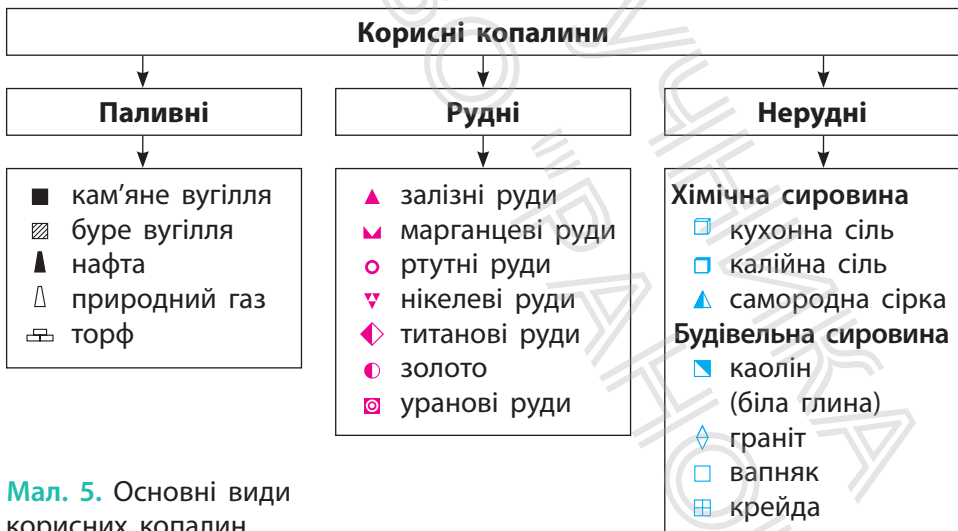 Корисні копалини
Паливні
Рудні
Нерудні
кам'яне вугілля
буре вугілля
нафта
природний газ
торф
залізні руди
марганцеві руди
ртутні руди
нікелеві руди
титанові руди
золото
уранові руди
Хімічна сировина
кухонна сіль
калійна сіль
самородна сірка
Будівельна сировина
каолін
(біла глина)
граніт
вапняк
крейда
Мал. 5. Основні види
корисних копалин